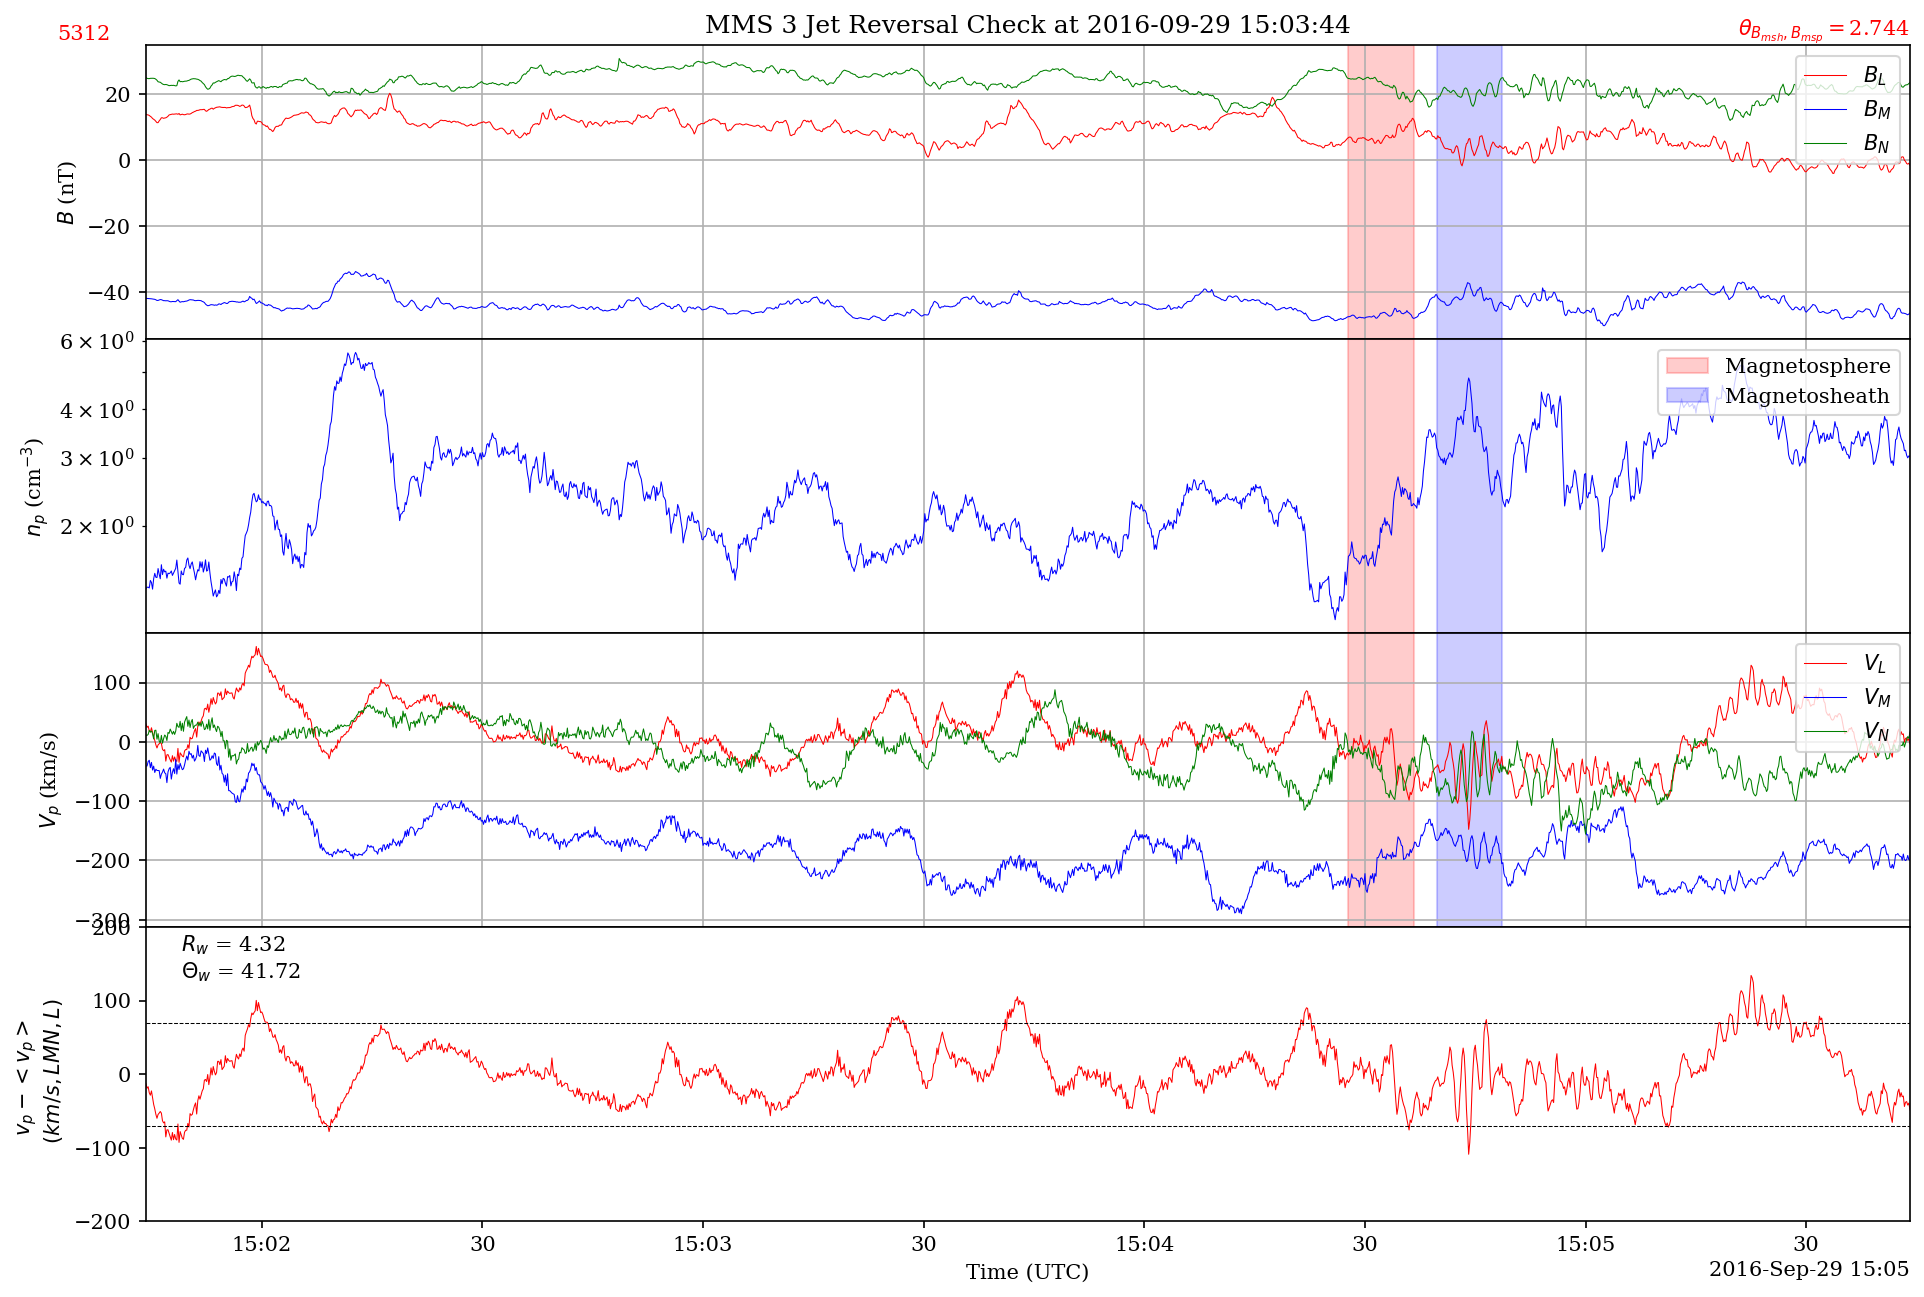 5312
MMS 3 Jet Reversal Check at 2016-09-29 15:03:44
θ_{B_{msh}, B_{msp}} = 2.744
20
0
−20
−40
B (nT)
B_L
B_M
B_N
6 × 10^0
4 × 10^0
3 × 10^0
2 × 10^0
n_p (cm^{−3})
Magnetosphere
Magnetosheath
100
0
−100
−200
−300
V_p (km/s)
V_L
V_M
V_N
200
100
0
−100
−200
v_p − <v_p>
(km/s, LMN, L)
R_w = 4.32
Θ_w = 41.72
15:02
30
15:03
30
15:04
30
15:05
30
Time (UTC)
2016-Sep-29 15:05